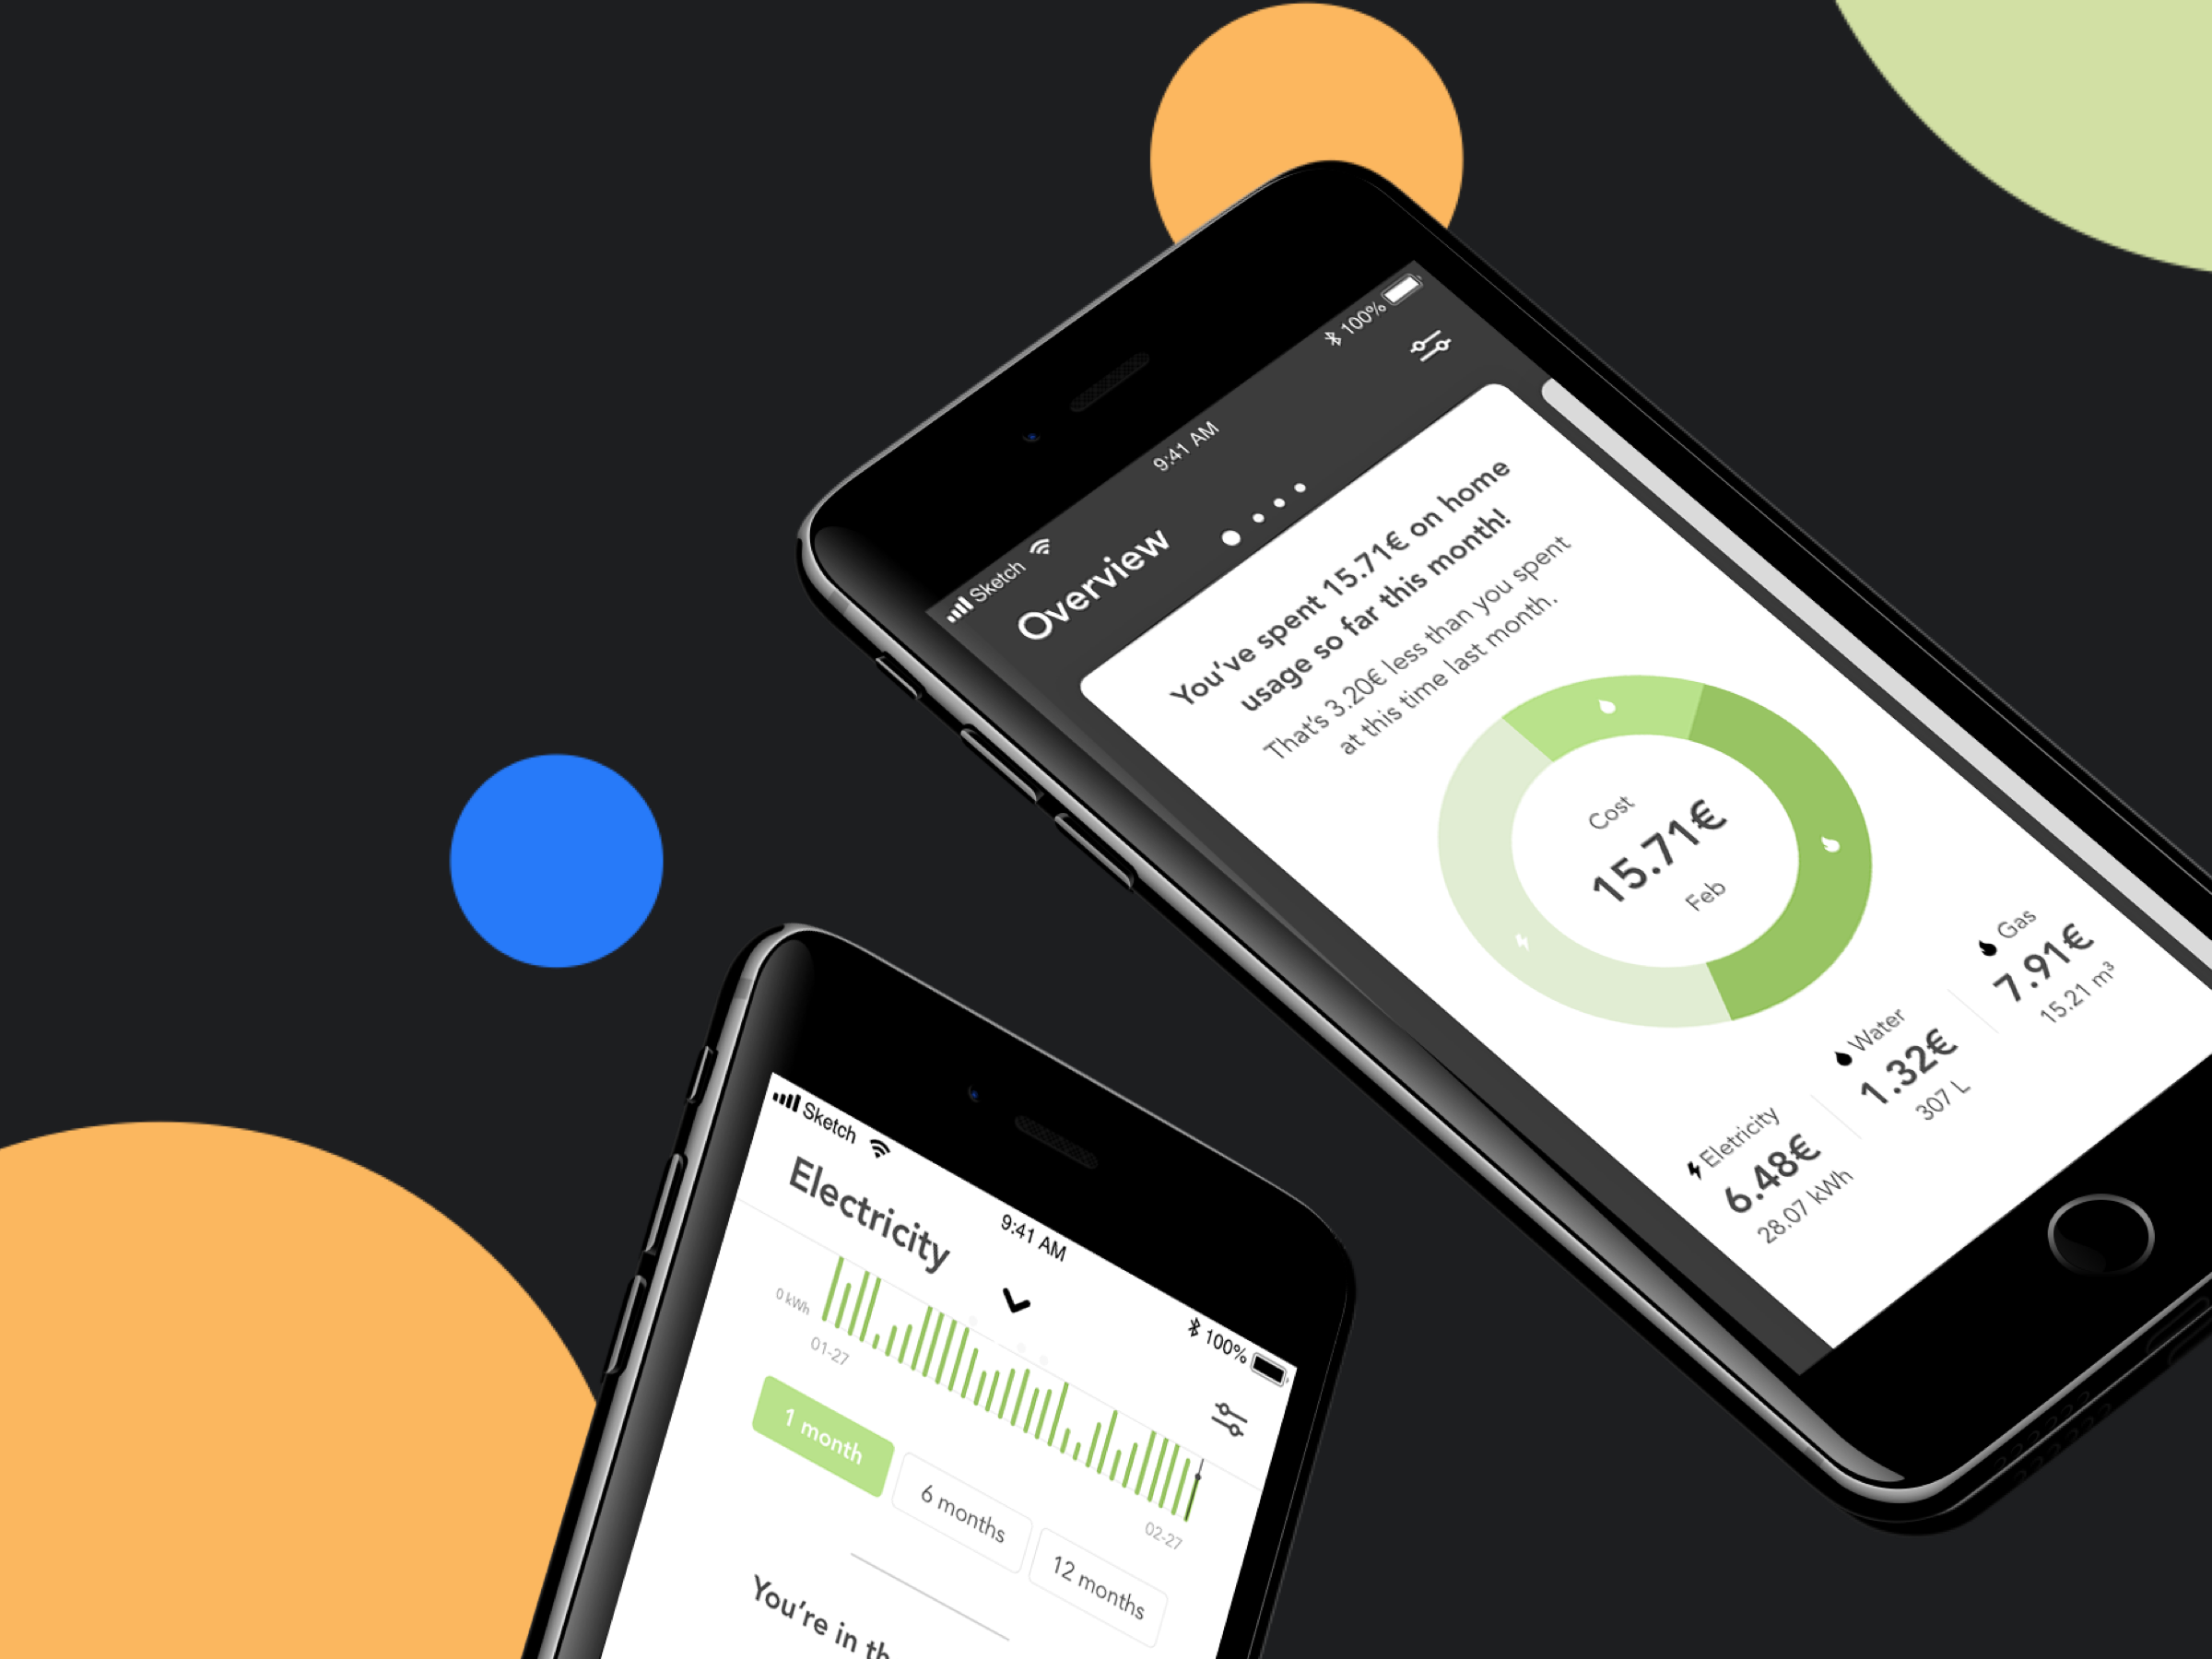 Sketch
9:41 AM
100%
Overview
You've spent 15.71€ on home
usage so far this month!
That's 3.20€ less than you spent
at this time last month.
Cost
15.71€
Feb
Eletricity
6.48€
28.07 kWh
Water
1.32€
307 L
Gas
7.91€
15.21 m³
Sketch
9:41 AM
100%
Electricity
0 kWh
01-27
02-27
1 month
6 months
12 months
You're in th